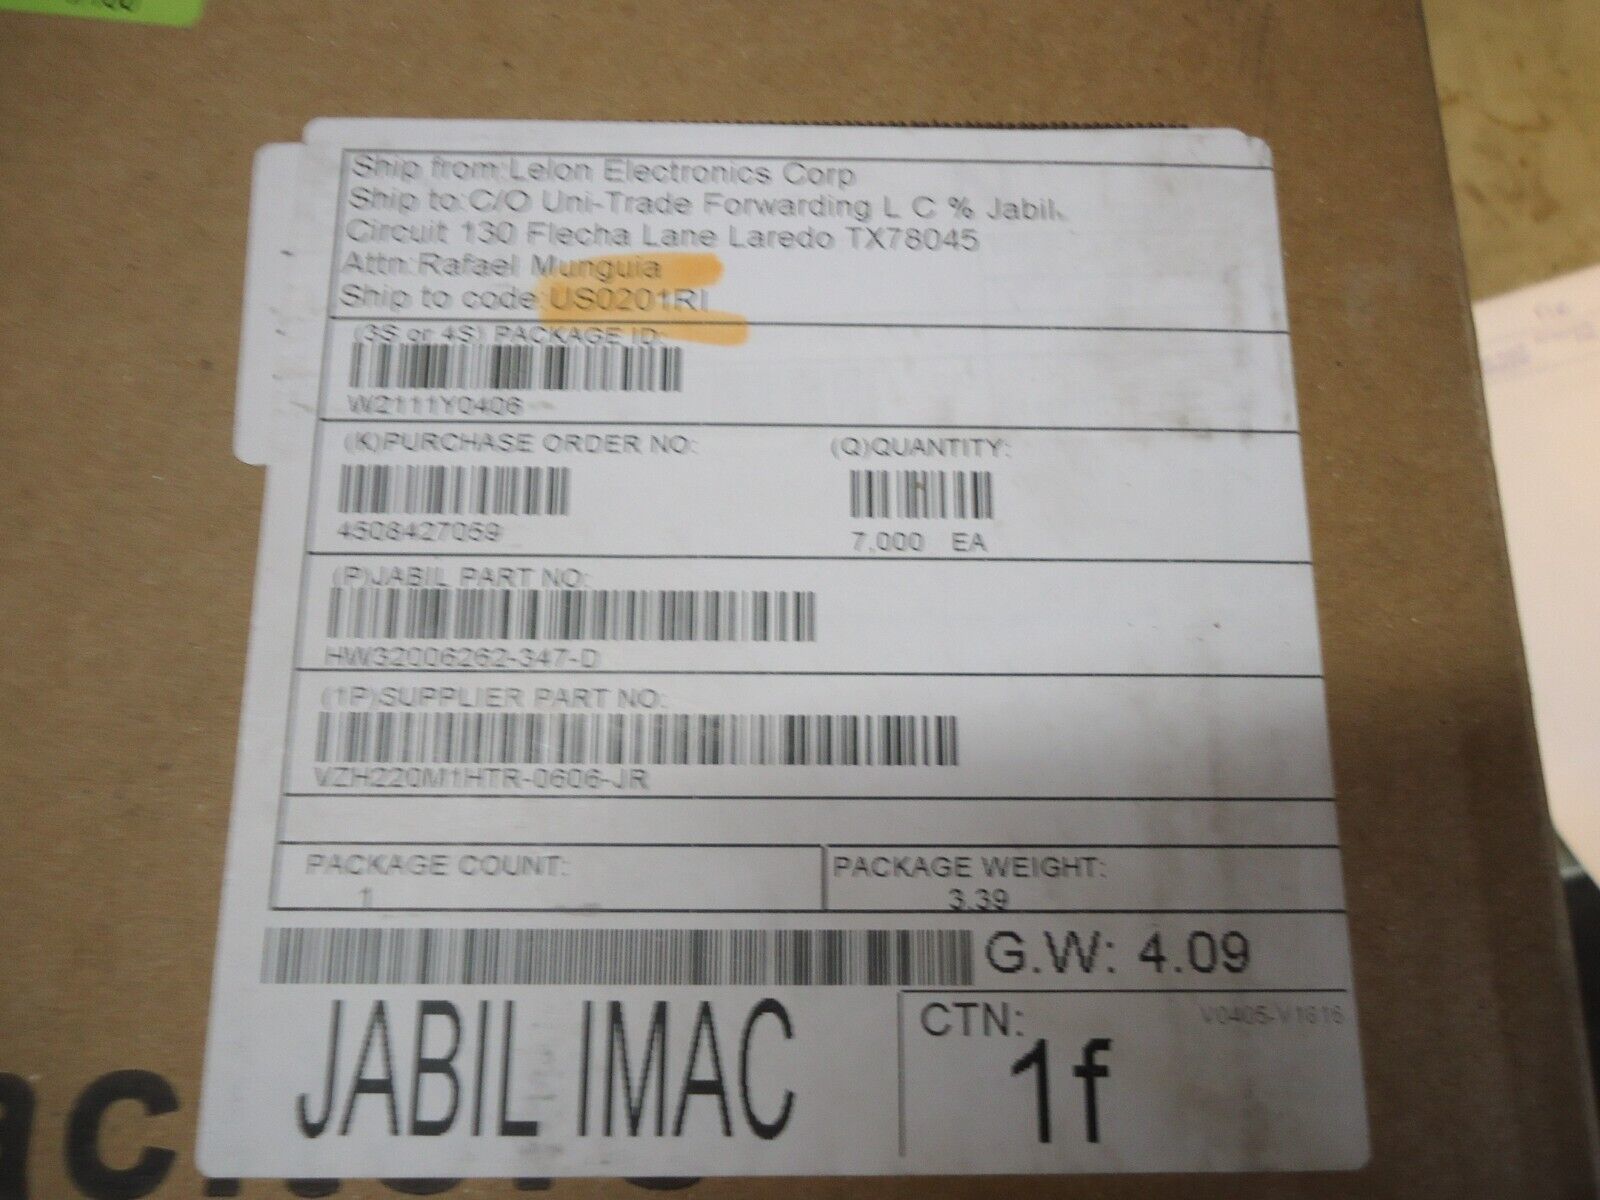 Ship from:Lelon Electronics Corp
Ship to:C/O Uni-Trade Forwarding L C % Jabil
Circuit 130 Flecha Lane Laredo TX78045
Attn:Rafael Munguia
Ship to code:US0201RI
(3S or 4S) PACKAGE ID:
W2111Y0406
(K)PURCHASE ORDER NO: (Q)QUANTITY:
4508427059 7,000 EA
(P)JABIL PART NO:
HW32006262-347-D
(1P)SUPPLIER PART NO:
VZH220M1HTR-0606-JR
PACKAGE COUNT: PACKAGE WEIGHT:
1 3.39
G.W: 4.09
JABIL IMAC
CTN: V0405-V1616
1f